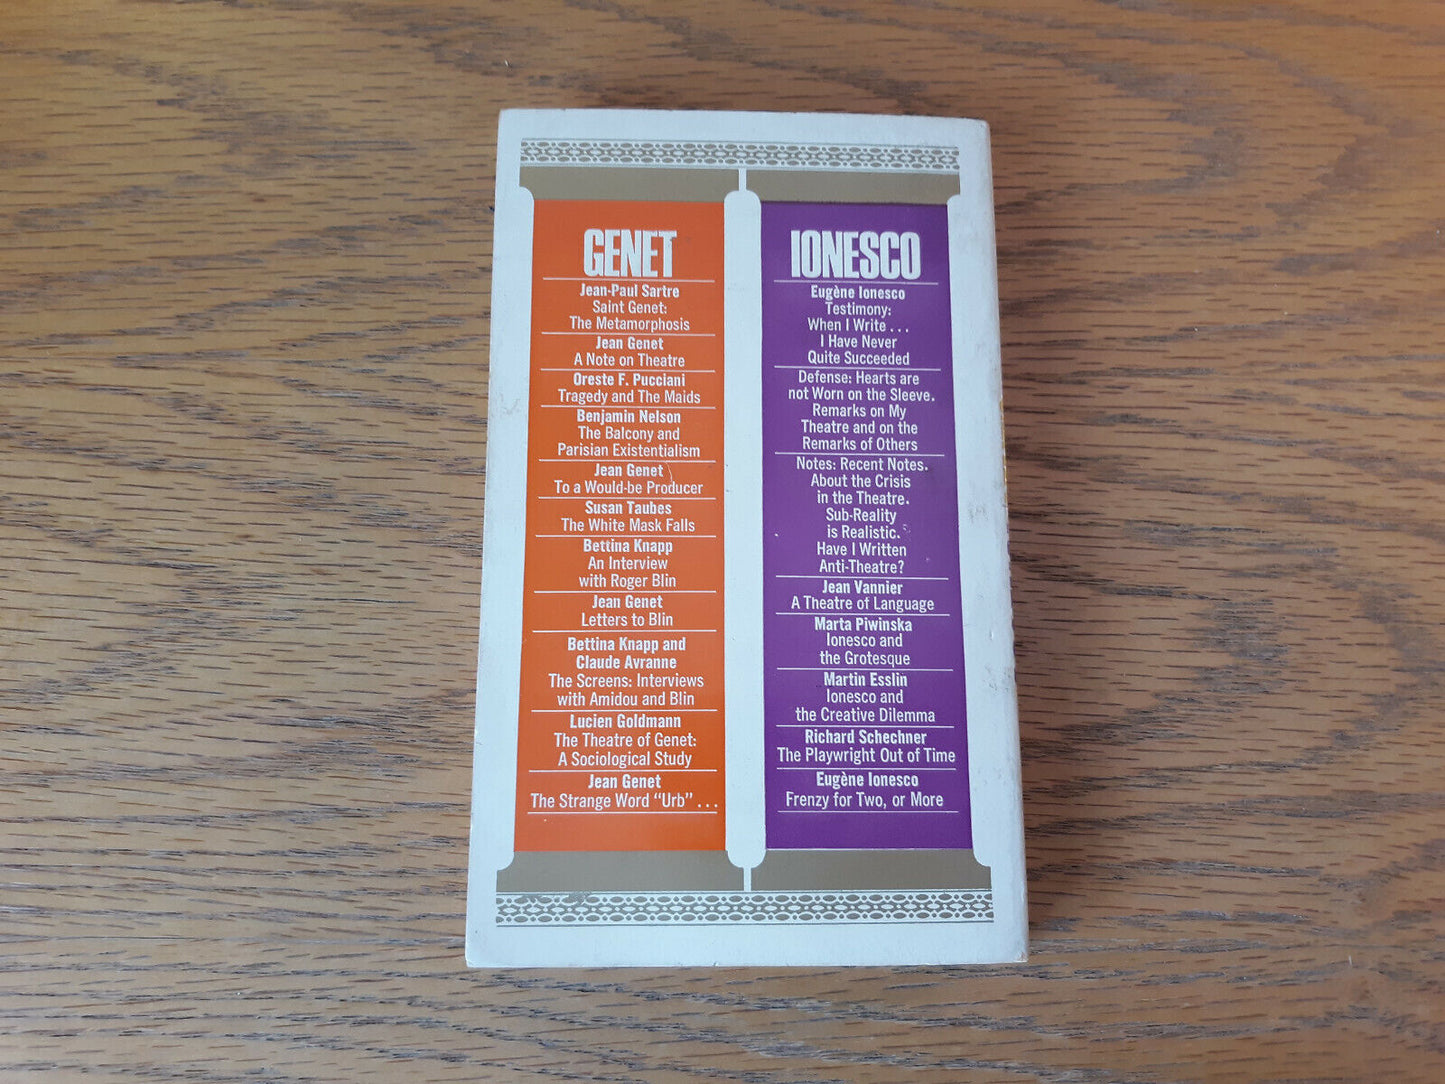 GENET
Jean-Paul Sartre
Saint Genet:
The Metamorphosis
Jean Genet
A Note on Theatre
Oreste F. Pucciani
Tragedy and The Maids
Benjamin Nelson
The Balcony and
Parisian Existentialism
Jean Genet
To a Would-be Producer
Susan Taubes
The White Mask Falls
Bettina Knapp
An Interview
with Roger Blin
Jean Genet
Letters to Blin
Bettina Knapp and
Claude Avranne
The Screens: Interviews
with Amidou and Blin
Lucien Goldmann
The Theatre of Genet:
A Sociological Study
Jean Genet
The Strange Word “Urb” . . .
IONESCO
Eugène Ionesco
Testimony:
When I Write . . .
I Have Never
Quite Succeeded
Defense: Hearts are
not Worn on the Sleeve.
Remarks on My
Theatre and on the
Remarks of Others
Notes: Recent Notes.
About the Crisis
in the Theatre.
Sub-Reality
is Realistic.
Have I Written
Anti-Theatre?
Jean Vannier
A Theatre of Language
Marta Piwinska
Ionesco and
the Grotesque
Martin Esslin
Ionesco and
the Creative Dilemma
Richard Schechner
The Playwright Out of Time
Eugène Ionesco
Frenzy for Two, or More